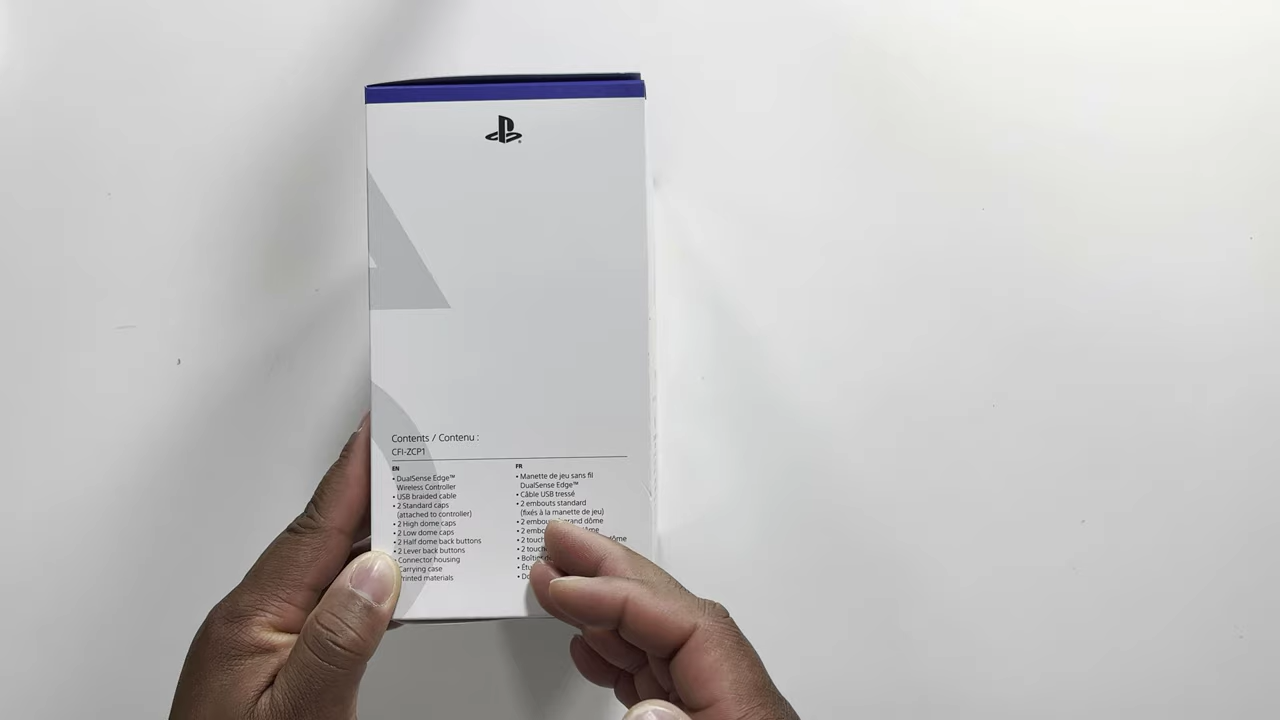 Contents / Contenu :
CFI-ZCP1
EN
• DualSense Edge™
Wireless Controller
• USB braided cable
• 2 Standard caps
(attached to controller)
• 2 High dome caps
• 2 Low dome caps
• 2 Half dome back buttons
• 2 Lever back buttons
• Connector housing
Carrying case
Printed materials
FR
• Manette de jeu sans fil
DualSense Edge™
• Câble USB tressé
• 2 embouts standard
(fixés à la manette de jeu)
• 2 grand dôme
• 2
• 2
• 2
•
•
•